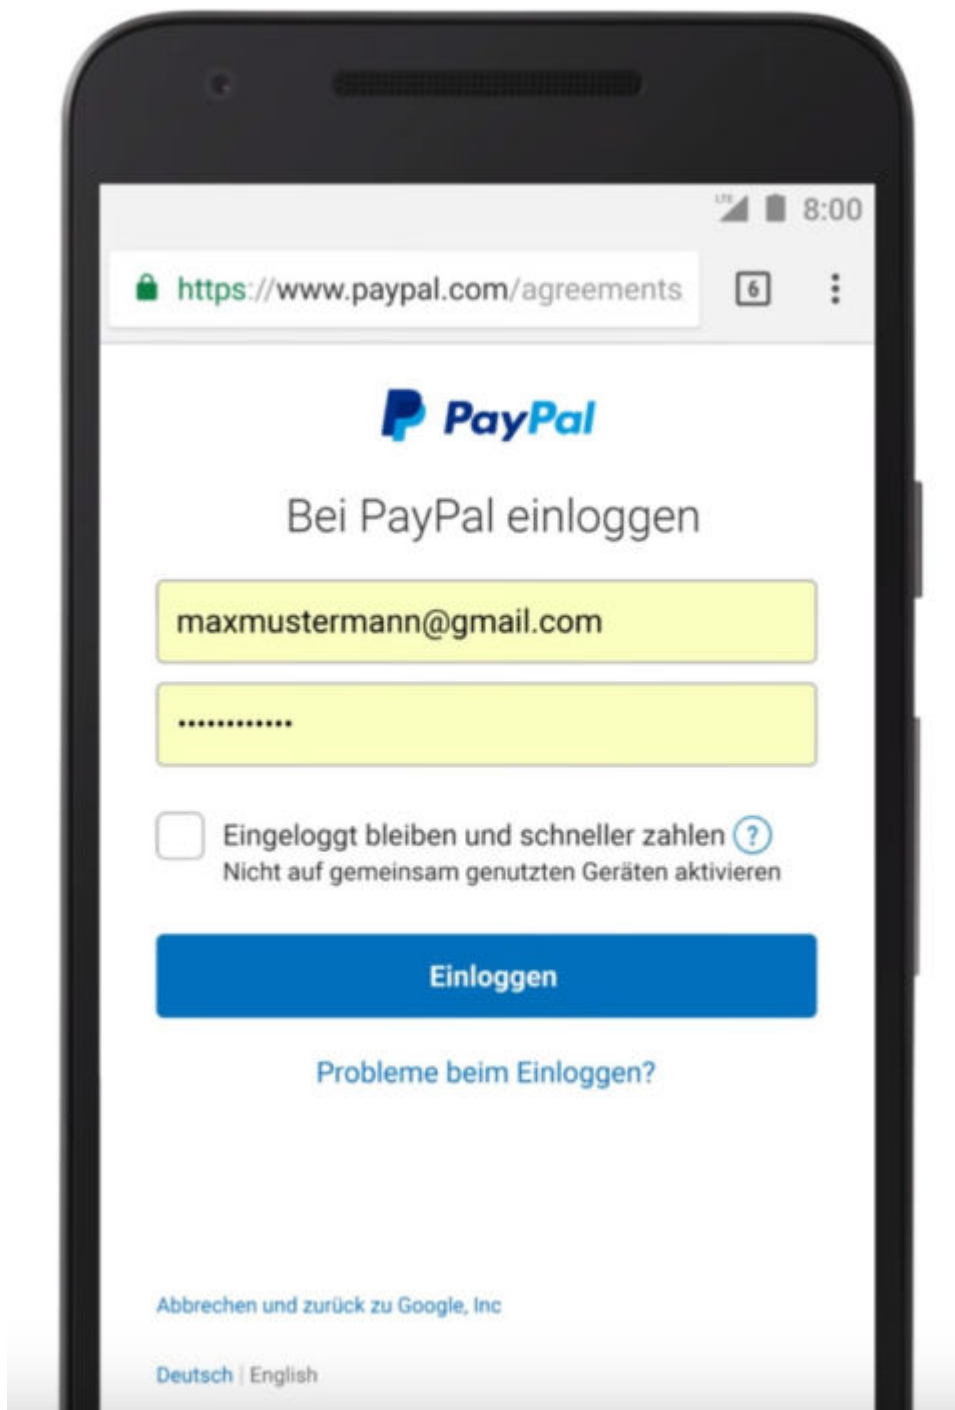 LTE 8:00
https://www.paypal.com/agreements 6
PayPal
Bei PayPal einloggen
maxmustermann@gmail.com
••••••••••••
Eingeloggt bleiben und schneller zahlen ?
Nicht auf gemeinsam genutzten Geräten aktivieren
Einloggen
Probleme beim Einloggen?
Abbrechen und zurück zu Google, Inc
Deutsch | English